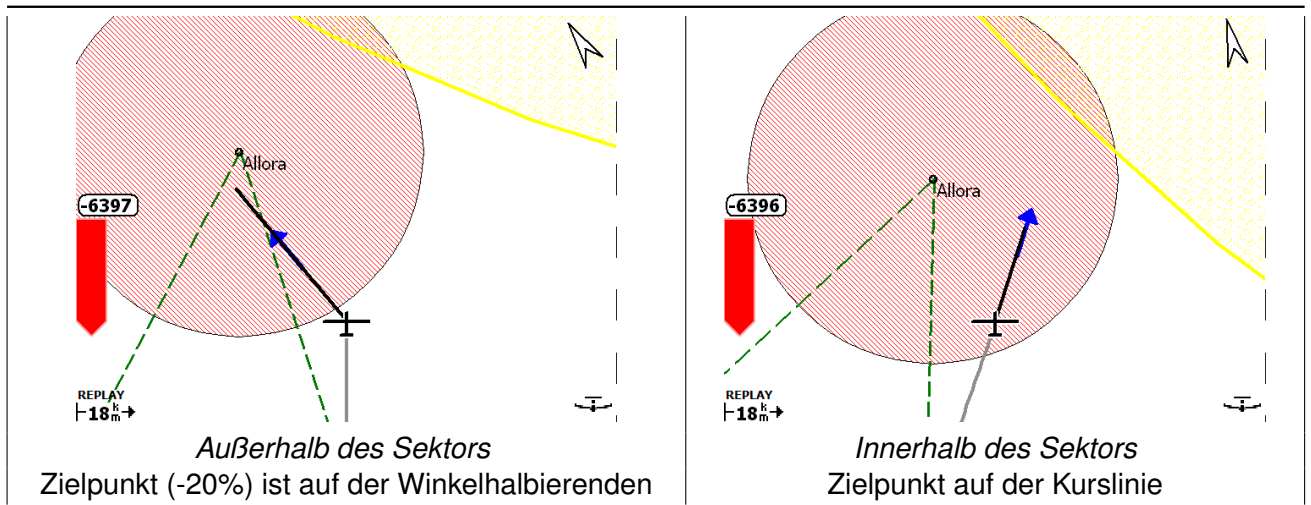 Allora
-6397
REPLAY
18 k m
Außerhalb des Sektors
Zielpunkt (-20%) ist auf der Winkelhalbierenden
Allora
-6396
REPLAY
18 k m
Innerhalb des Sektors
Zielpunkt auf der Kurslinie